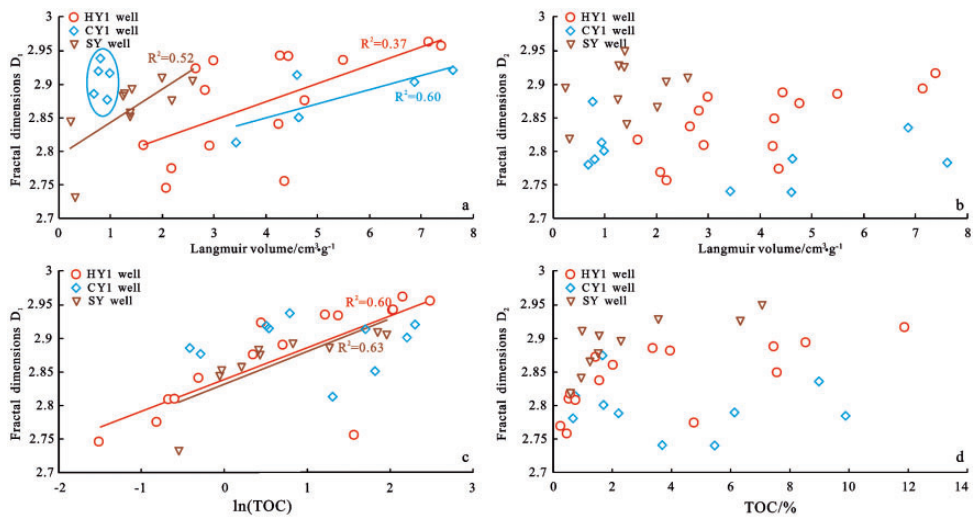 HY1 well
CY1 well
SY well
R²=0.52
R²=0.37
R²=0.60
3
2.95
2.9
2.85
2.8
2.75
2.7
Fractal dimensions D₁
0 1 2 3 4 5 6 7 8
Langmuir volume/cm³•g⁻¹
a
HY1 well
CY1 well
SY well
3
2.95
2.9
2.85
2.8
2.75
2.7
Fractal dimensions D₂
0 1 2 3 4 5 6 7 8
Langmuir volume/cm³•g⁻¹
b
HY1 well
CY1 well
SY well
R²=0.60
R²=0.63
3
2.95
2.9
2.85
2.8
2.75
2.7
Fractal dimensions D₁
-2 -1 0 1 2 3
ln(TOC)
c
HY1 well
CY1 well
SY well
3
2.95
2.9
2.85
2.8
2.75
2.7
Fractal dimensions D₂
0 2 4 6 8 10 12 14
TOC/%
d